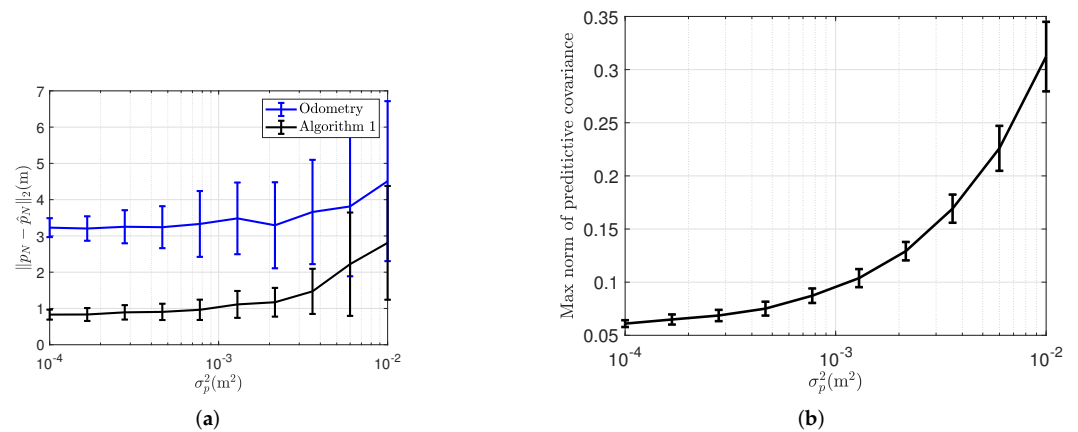 7
6
5
4
3
2
1
0
‖p_N − p̂_N‖_2(m)
Odometry
Algorithm 1
10^-4
10^-3
10^-2
σ_p^2(m^2)
(a)
0.35
0.3
0.25
0.2
0.15
0.1
0.05
Max norm of preditictive covariance
10^-4
10^-3
10^-2
σ_p^2(m^2)
(b)